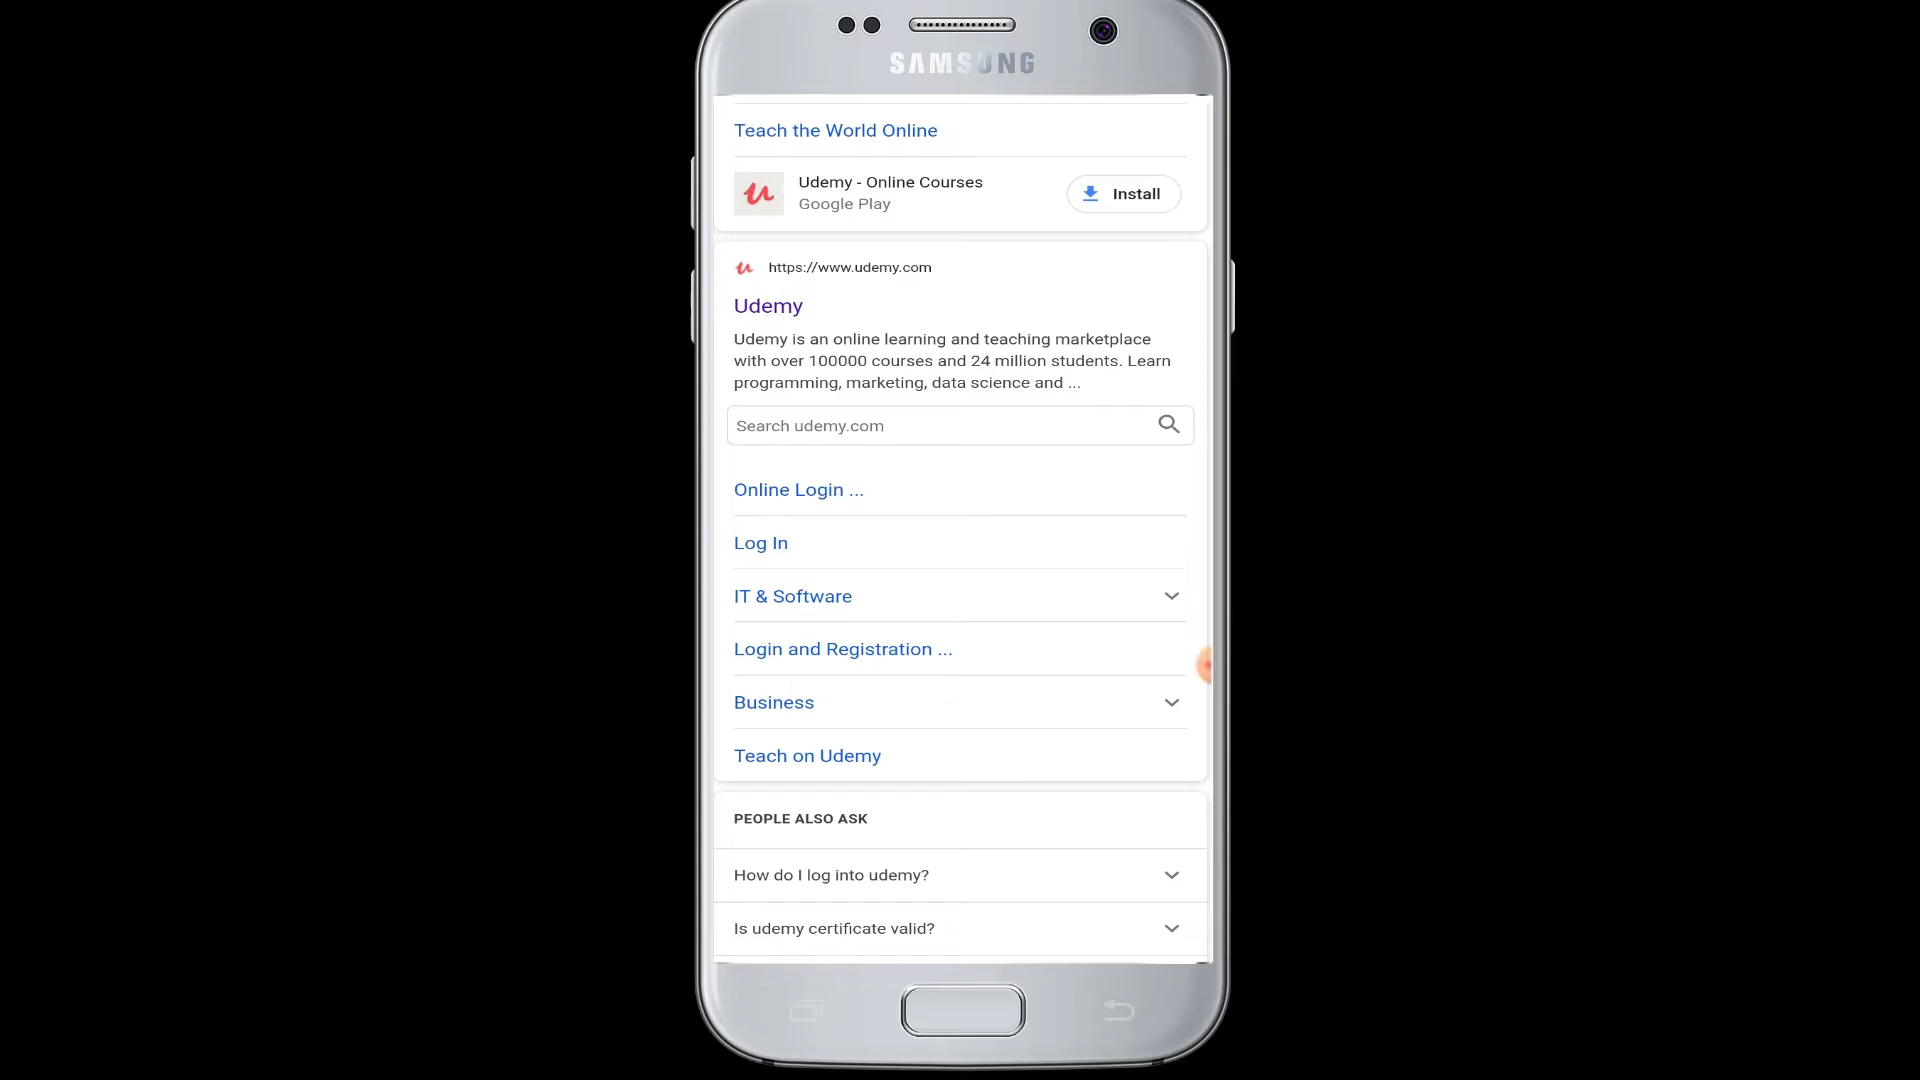 SAMSUNG
Teach the World Online
Udemy - Online Courses
Google Play
Install
https://www.udemy.com
Udemy
Udemy is an online learning and teaching marketplace
with over 100000 courses and 24 million students. Learn
programming, marketing, data science and ...
Search udemy.com
Online Login ...
Log In
IT & Software
Login and Registration ...
Business
Teach on Udemy
PEOPLE ALSO ASK
How do I log into udemy?
Is udemy certificate valid?